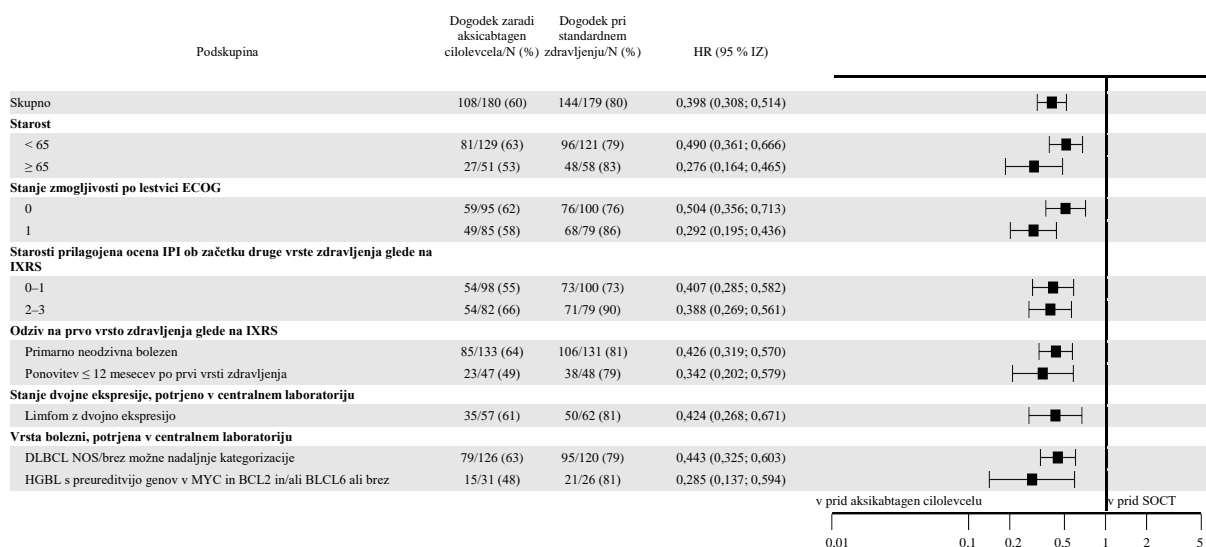 Podskupina
Dogodek zaradi
aksicabtagen
cilolevcela/N (%)
Dogodek pri
standardnem
zdravljenju/N (%)
HR (95 % IZ)
Skupno 108/180 (60) 144/179 (80) 0,398 (0,308; 0,514)
Starost
< 65 81/129 (63) 96/121 (79) 0,490 (0,361; 0,666)
≥ 65 27/51 (53) 48/58 (83) 0,276 (0,164; 0,465)
Stanje zmogljivosti po lestvici ECOG
0 59/95 (62) 76/100 (76) 0,504 (0,356; 0,713)
1 49/85 (58) 68/79 (86) 0,292 (0,195; 0,436)
Starosti prilagojena ocena IPI ob začetku druge vrste zdravljenja glede na
IXRS
0–1 54/98 (55) 73/100 (73) 0,407 (0,285; 0,582)
2–3 54/82 (66) 71/79 (90) 0,388 (0,269; 0,561)
Odziv na prvo vrsto zdravljenja glede na IXRS
Primarno neodzivna bolezen 85/133 (64) 106/131 (81) 0,426 (0,319; 0,570)
Ponovitev ≤ 12 mesecev po prvi vrsti zdravljenja 23/47 (49) 38/48 (79) 0,342 (0,202; 0,579)
Stanje dvojne ekspresije, potrjeno v centralnem laboratoriju
Limfom z dvojno ekspresijo 35/57 (61) 50/62 (81) 0,424 (0,268; 0,671)
Vrsta bolezni, potrjena v centralnem laboratoriju
DLBCL NOS/brez možne nadaljnje kategorizacije 79/126 (63) 95/120 (79) 0,443 (0,325; 0,603)
HGBL s preureditvijo genov v MYC in BCL2 in/ali BLCL6 ali brez 15/31 (48) 21/26 (81) 0,285 (0,137; 0,594)
v prid aksikabtagen cilolevcelu v prid SOCT
0,01 0,1 0,2 0,5 1 2 5